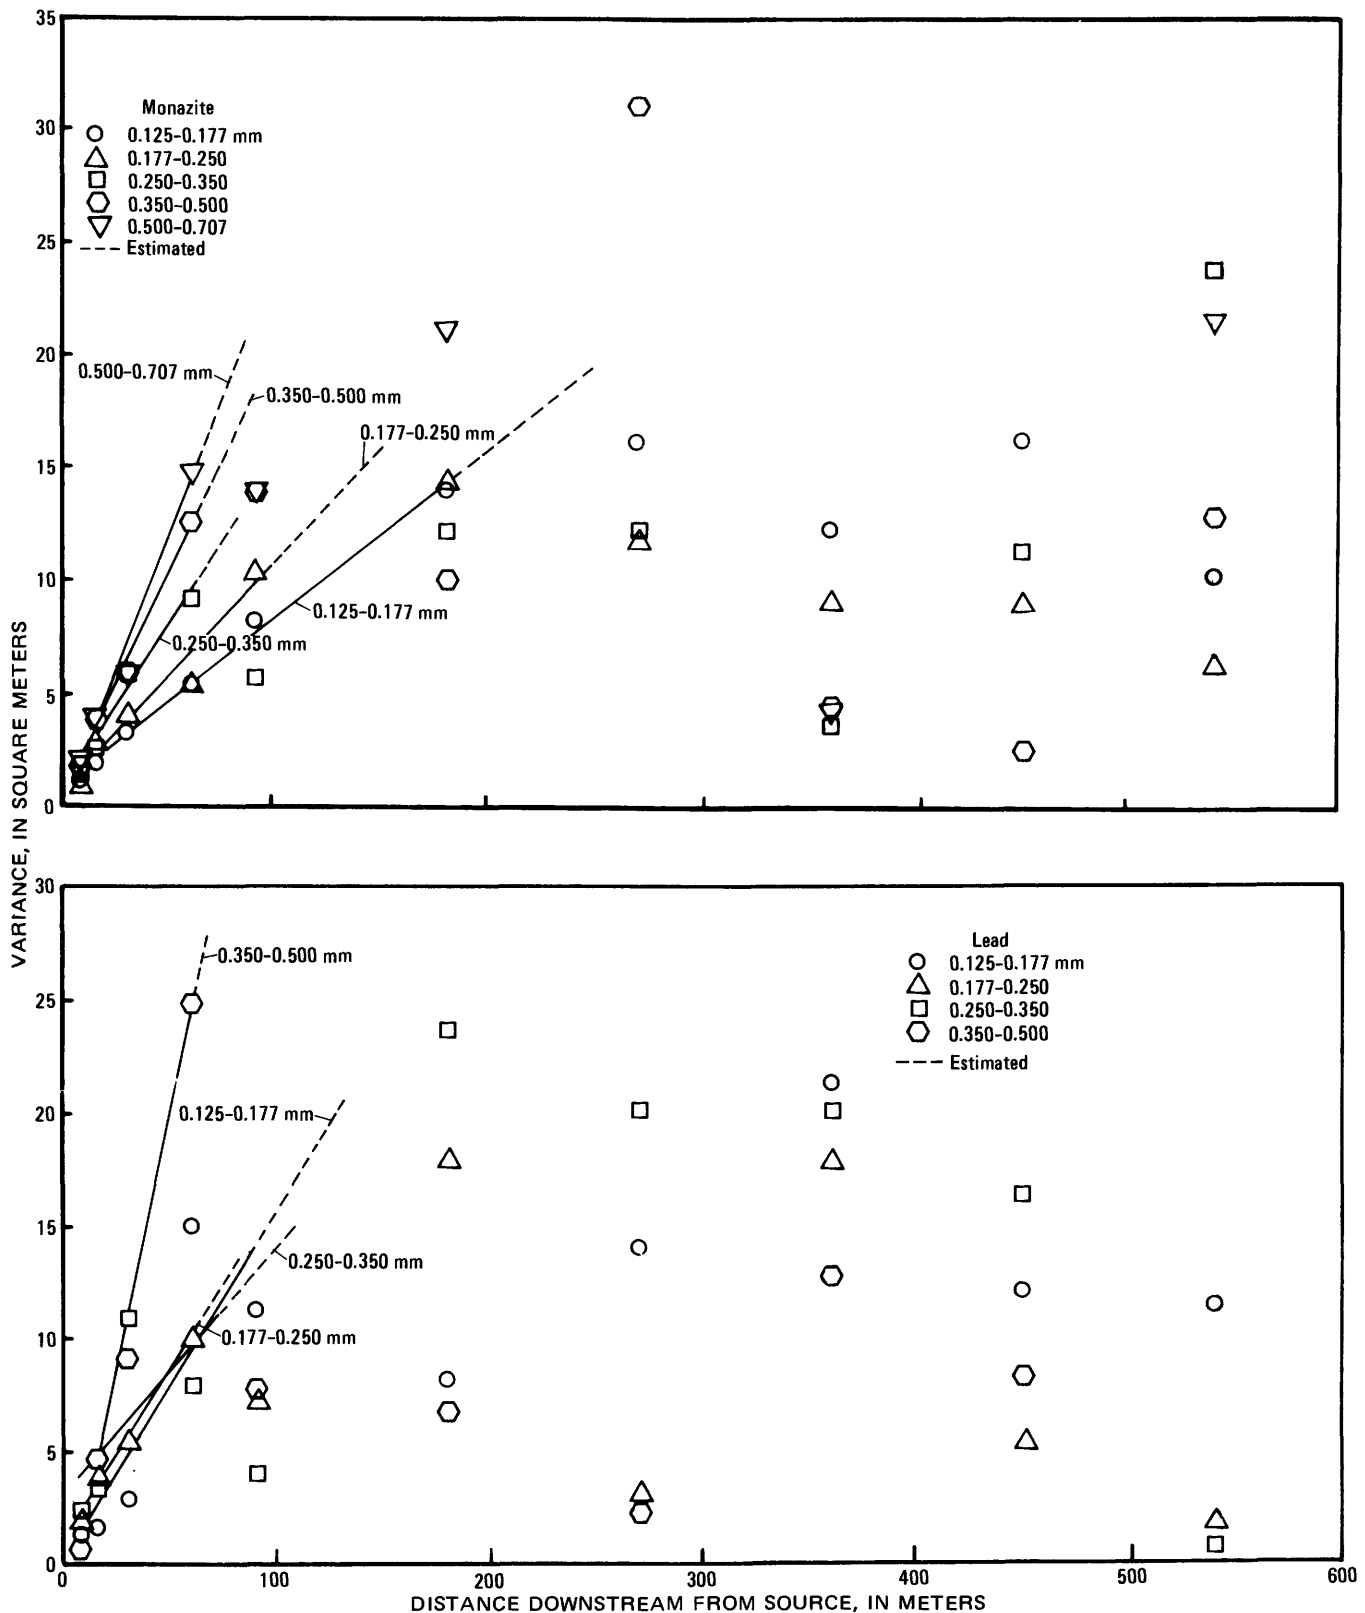 35
30
25
20
15
10
5
0
Monazite
0.125-0.177 mm
0.177-0.250
0.250-0.350
0.350-0.500
0.500-0.707
Estimated
0.500-0.707 mm
0.350-0.500 mm
0.177-0.250 mm
0.125-0.177 mm
0.250-0.350 mm
VARIANCE, IN SQUARE METERS
30
25
20
15
10
5
0
Lead
0.125-0.177 mm
0.177-0.250
0.250-0.350
0.350-0.500
Estimated
0.350-0.500 mm
0.125-0.177 mm
0.250-0.350 mm
0.177-0.250 mm
0 100 200 300 400 500 600
DISTANCE DOWNSTREAM FROM SOURCE, IN METERS